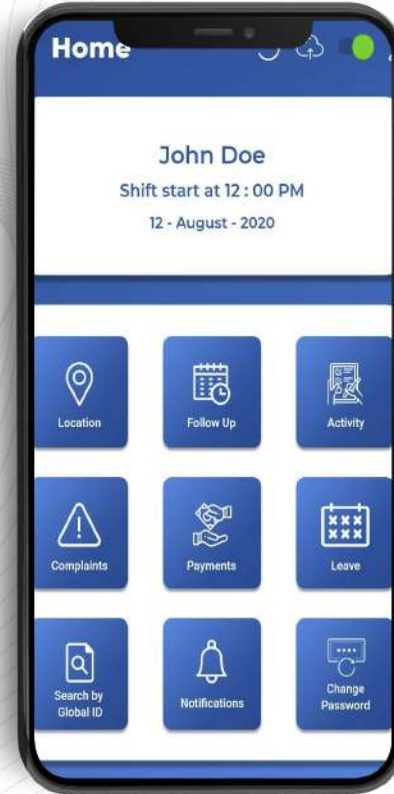 Home
John Doe
Shift start at 12 : 00 PM
12 - August - 2020
Location
Follow Up
Activity
Complaints
Payments
Leave
Search by
Global ID
Notifications
Change
Password